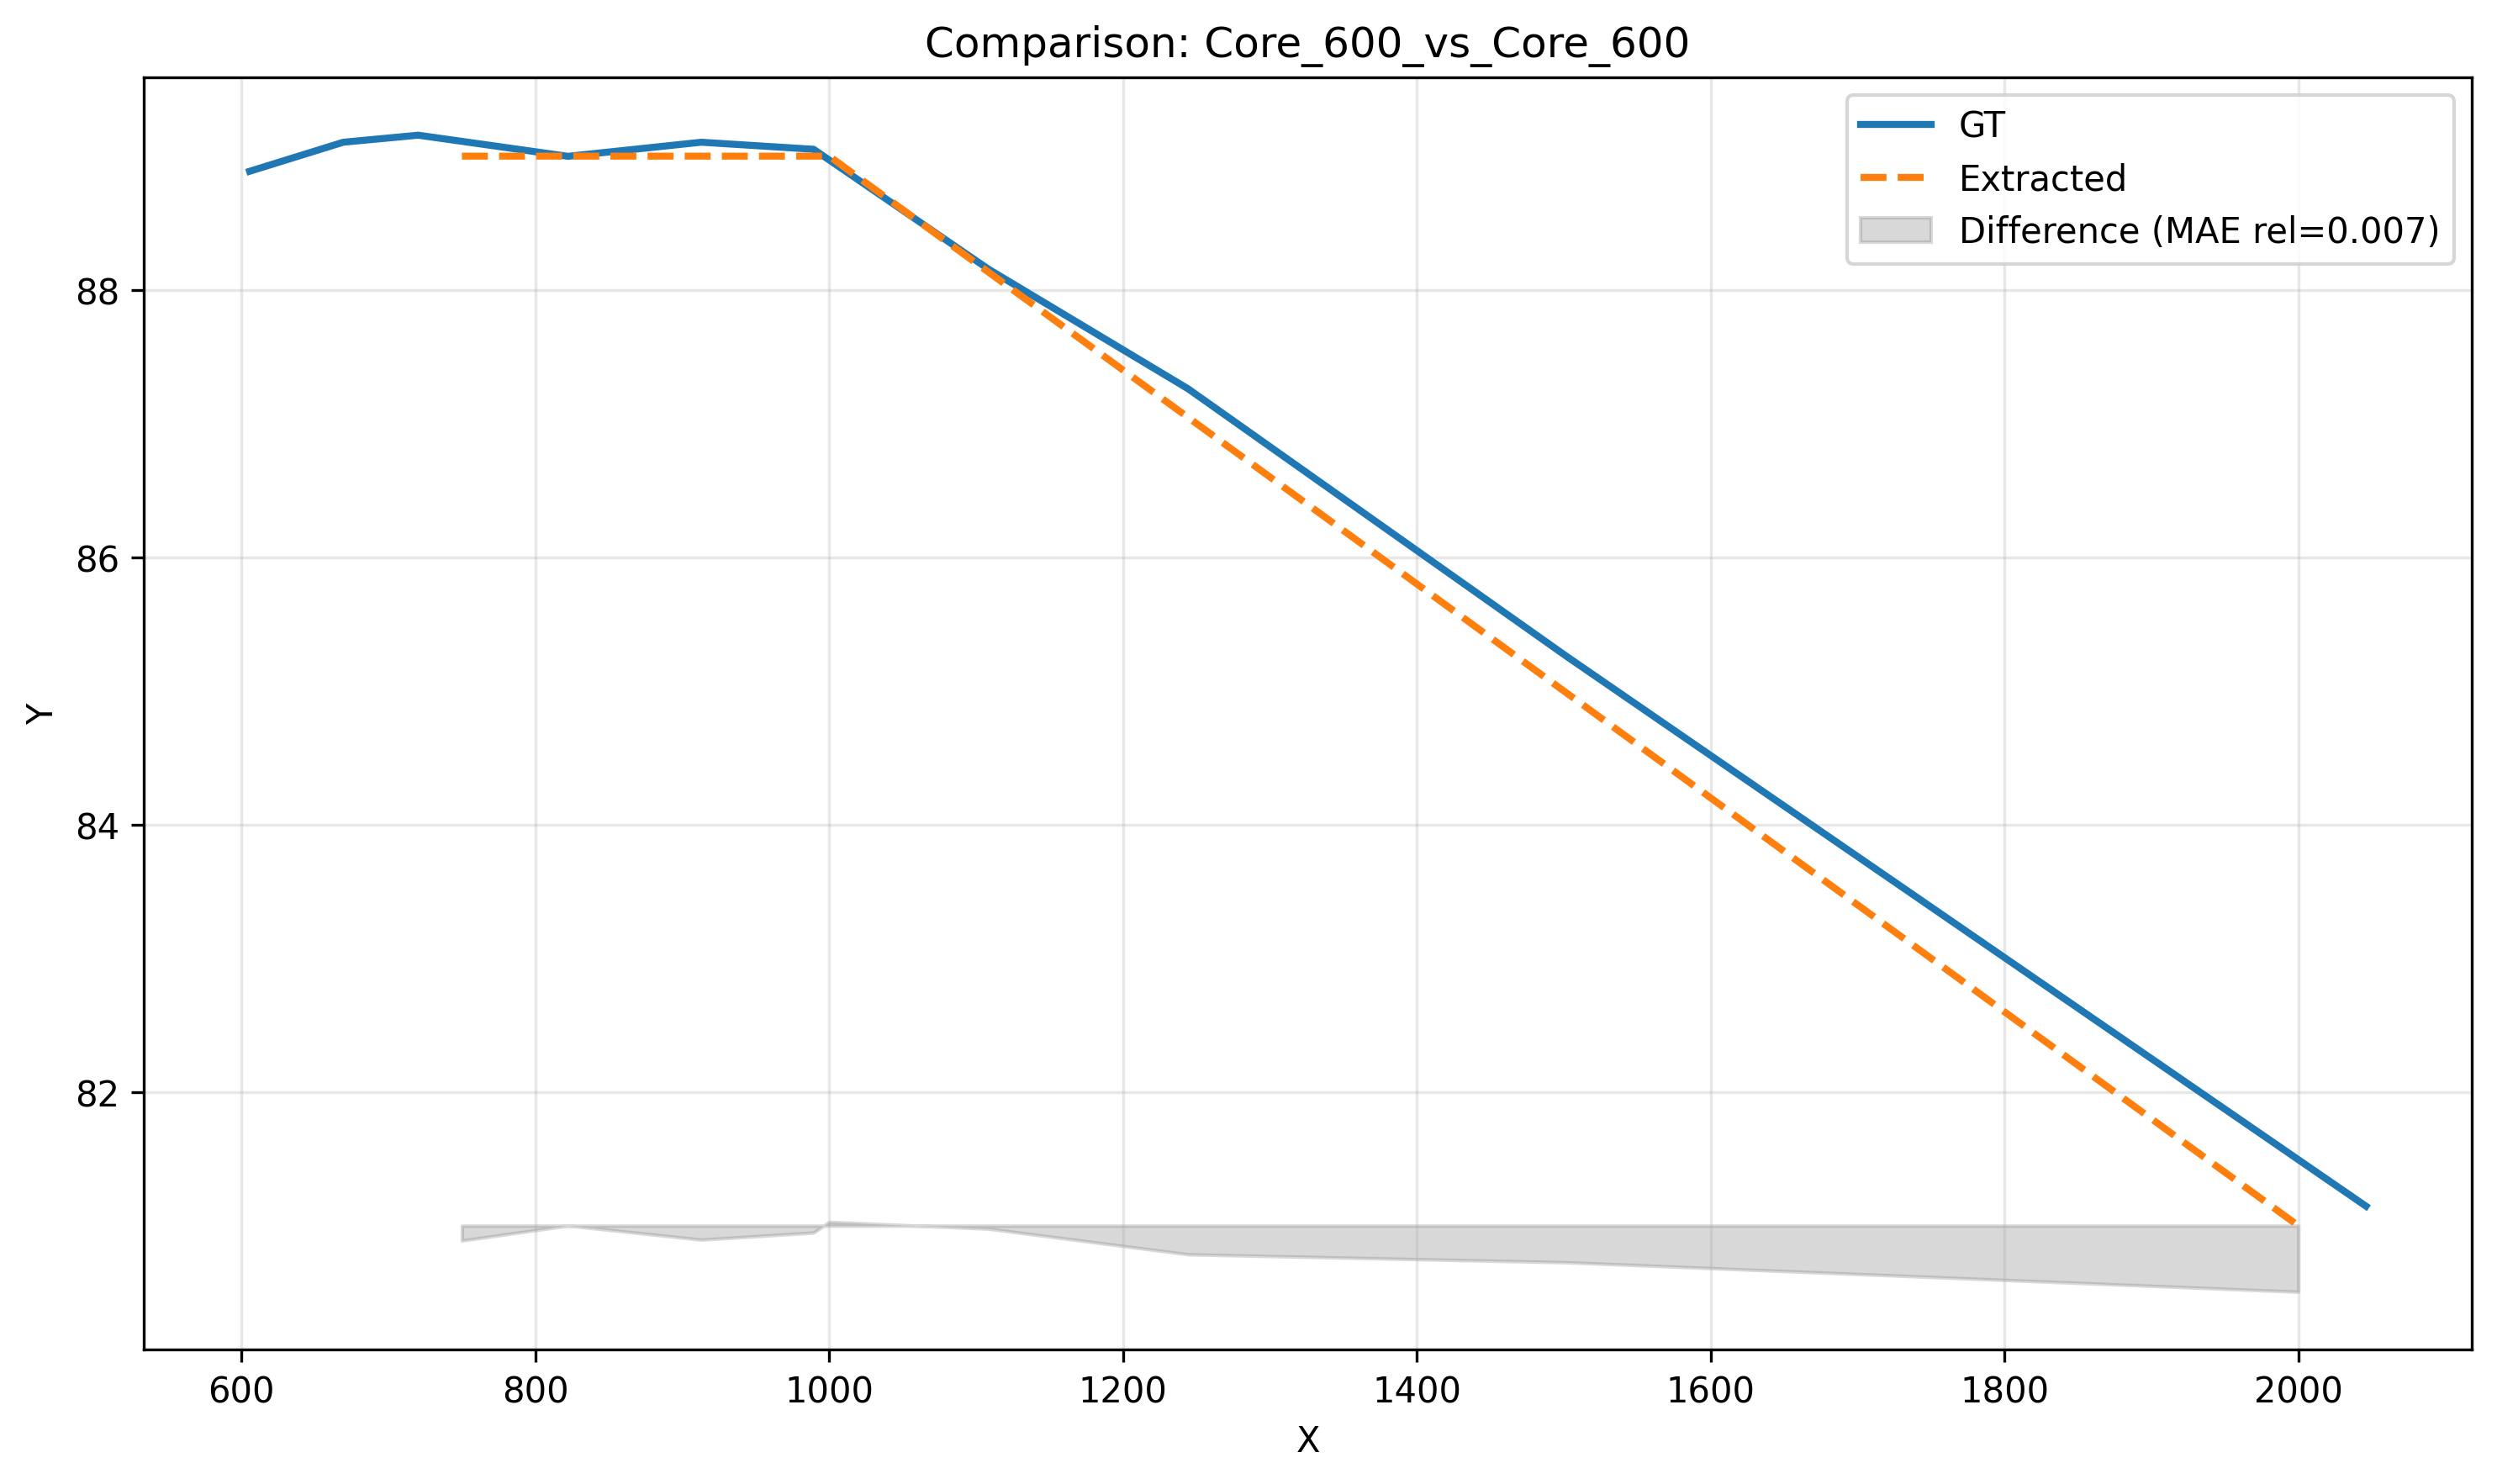 Comparison: Core_600_vs_Core_600
GT
Extracted
Difference (MAE rel=0.007)
88
86
84
82
Y
600 800 1000 1200 1400 1600 1800 2000
X